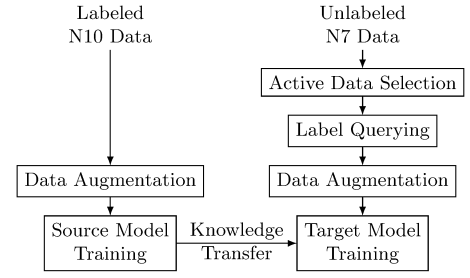 Labeled
N10 Data
Unlabeled
N7 Data
Active Data Selection
Label Querying
Data Augmentation
Data Augmentation
Source Model
Training
Knowledge
Transfer
Target Model
Training